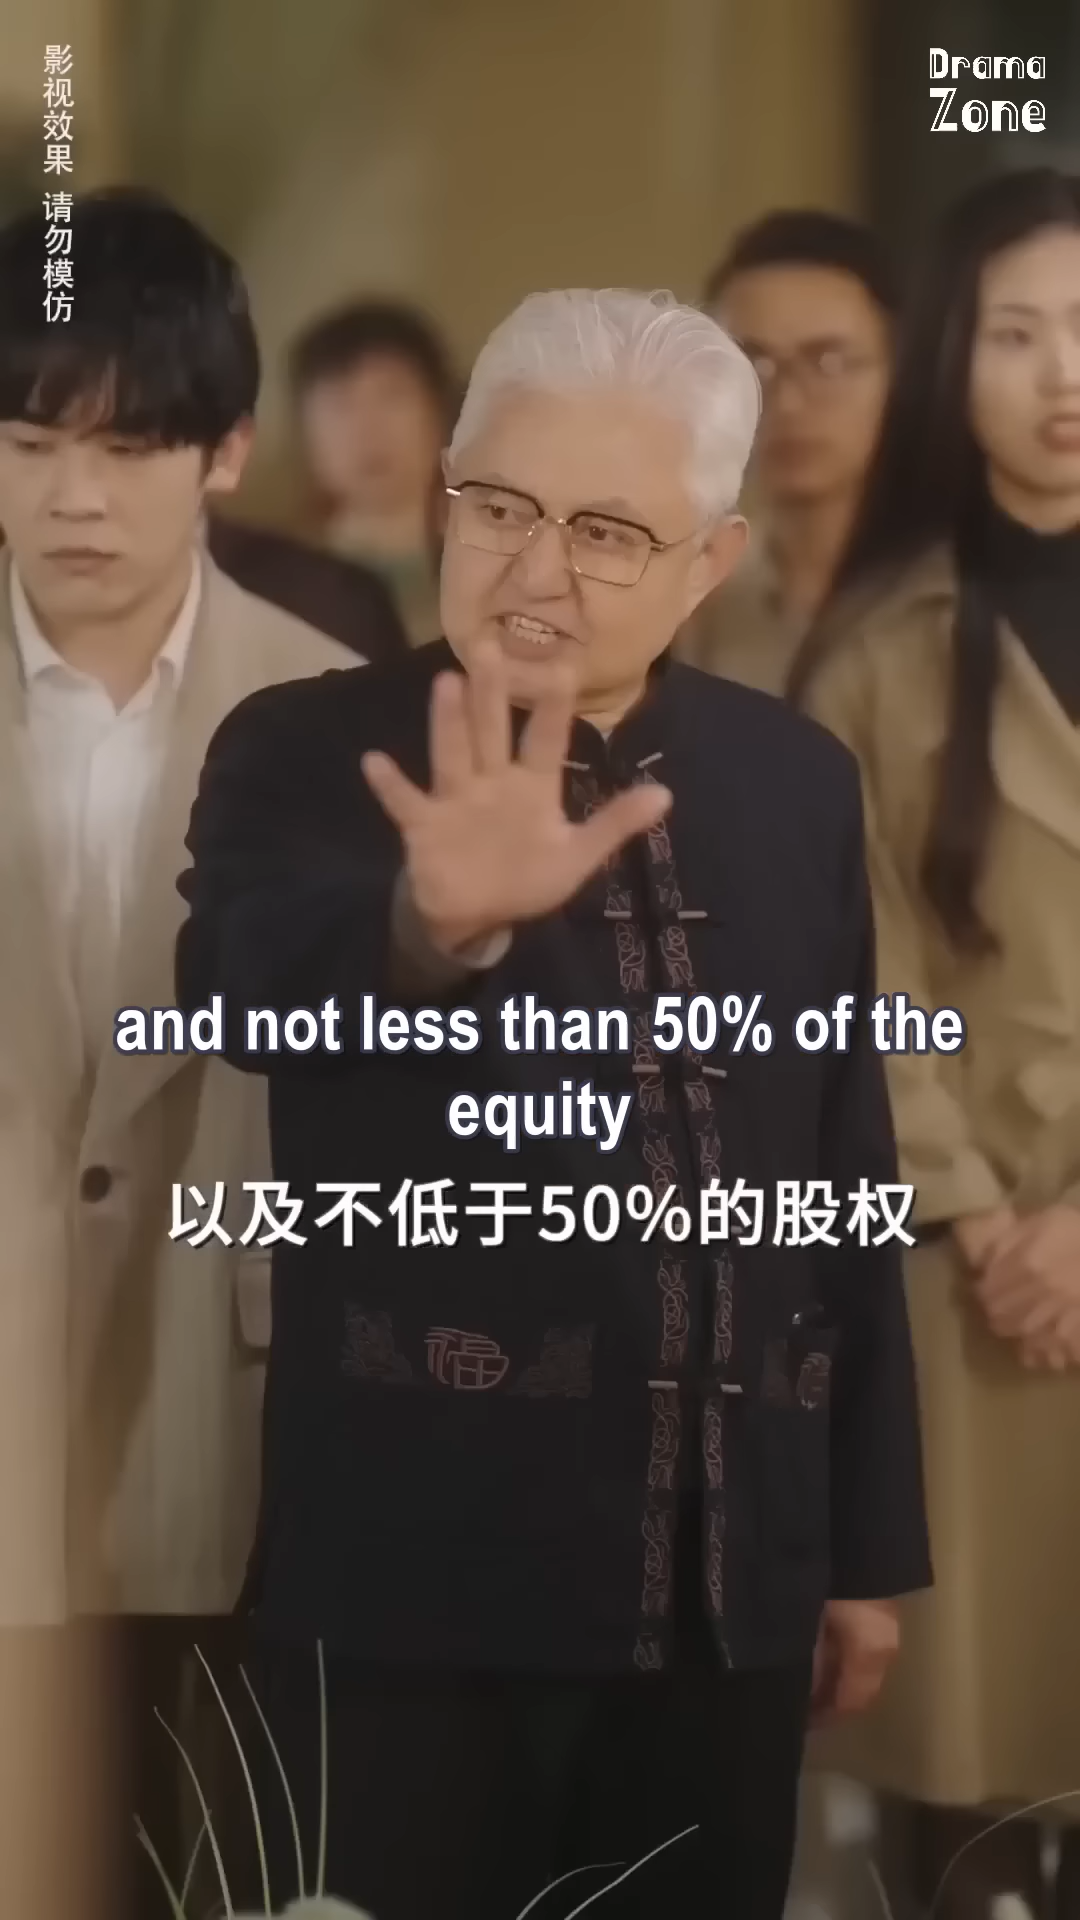 影视效果 请勿模仿
Drama
Zone
and not less than 50% of the
equity
以及不低于50%的股权
福